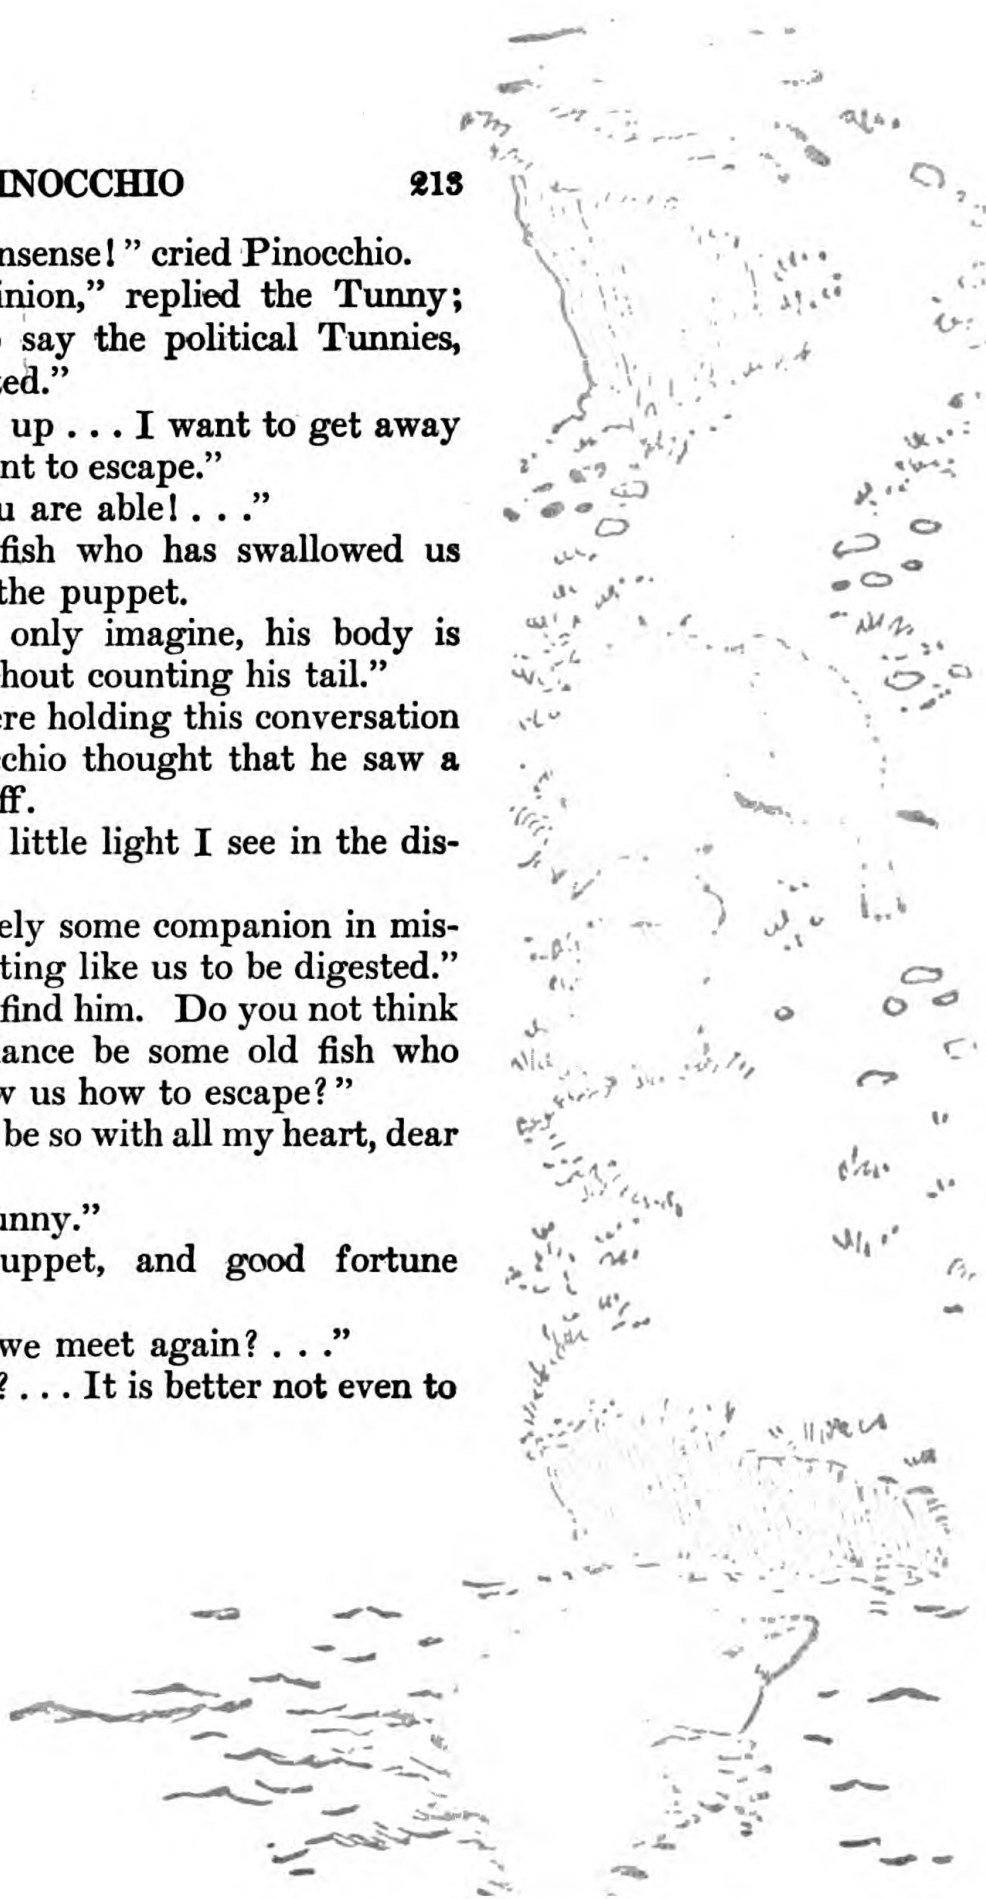 INOCCHIO 213
nsense! ” cried Pinocchio.
inion,” replied the Tunny;
say the political Tunnies,
ted.”
up . . . I want to get away
nt to escape.”
u are able! . . .”
fish who has swallowed us
the puppet.
only imagine, his body is
hout counting his tail.”
ere holding this conversation
cchio thought that he saw a
ff.
little light I see in the dis-
ely some companion in mis-
ting like us to be digested.”
find him. Do you not think
ance be some old fish who
w us how to escape? ”
be so with all my heart, dear
unny.”
uppet, and good fortune
we meet again? . . .”
? . . . It is better not even to